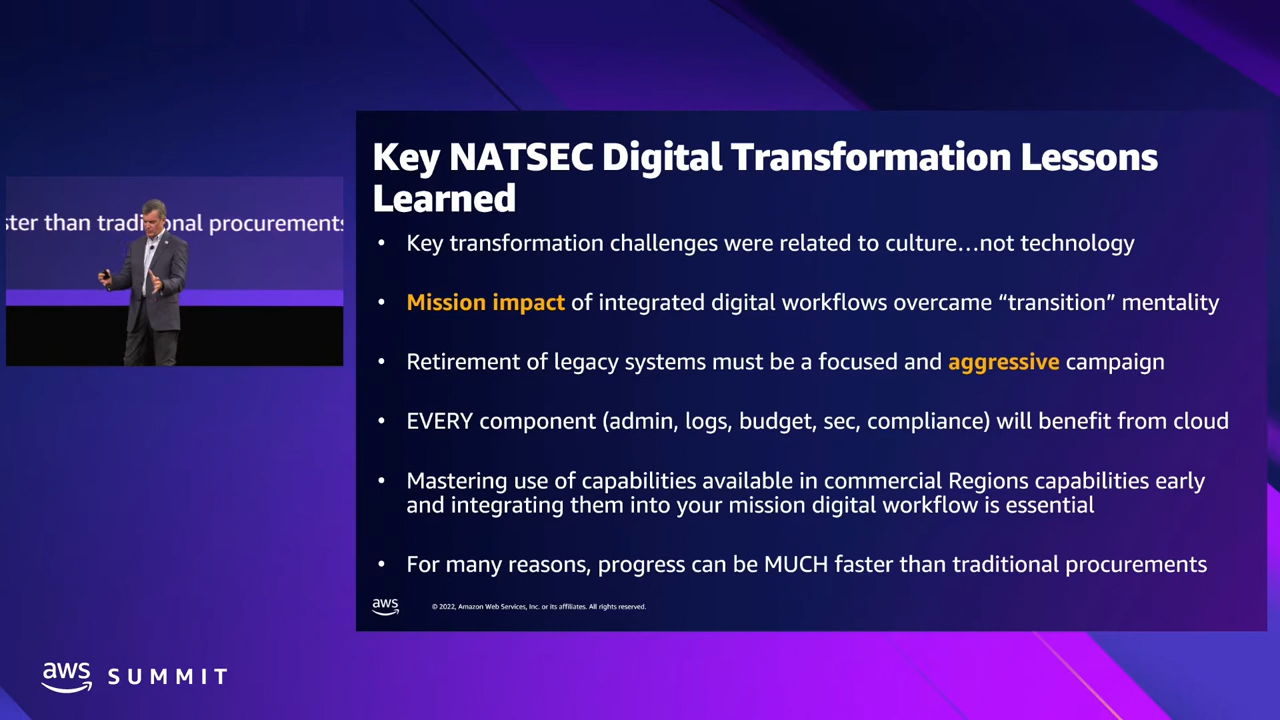 Key NATSEC Digital Transformation Lessons
Learned
• Key transformation challenges were related to culture…not technology
• Mission impact of integrated digital workflows overcame “transition” mentality
• Retirement of legacy systems must be a focused and aggressive campaign
• EVERY component (admin, logs, budget, sec, compliance) will benefit from cloud
• Mastering use of capabilities available in commercial Regions capabilities early
and integrating them into your mission digital workflow is essential
• For many reasons, progress can be MUCH faster than traditional procurements
aws
© 2022, Amazon Web Services, Inc. or its affiliates. All rights reserved.
ster than traditional procurements
aws SUMMIT